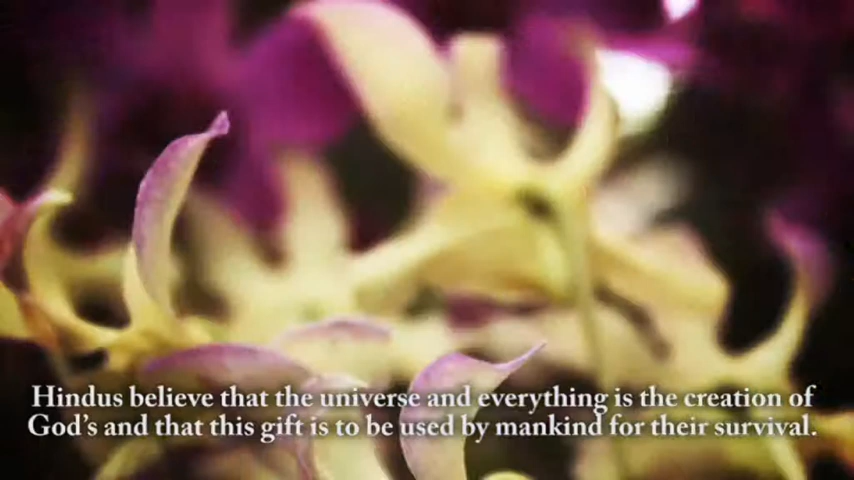 Hindus believe that the universe and everything is the creation of
God's and that this gift is to be used by mankind for their survival.